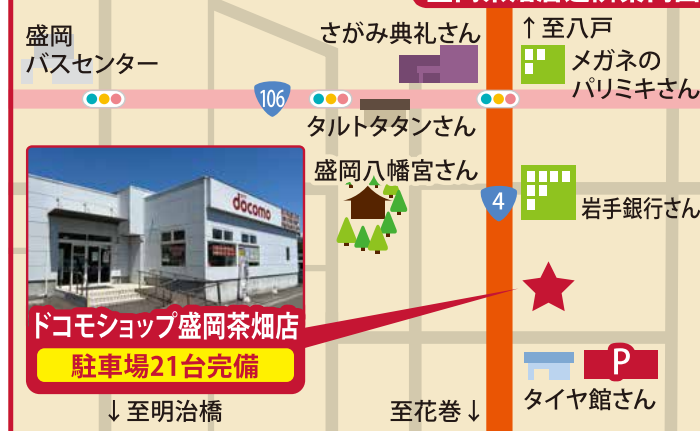 ↑至八戸
盛岡
バスセンター
さがみ典礼さん
メガネの
パリミキさん
106
タルトタタンさん
盛岡八幡宮さん
4
岩手銀行さん
docomo
ドコモショップ盛岡茶畑店
駐車場21台完備
P
タイヤ館さん
↓至明治橋
至花巻↓